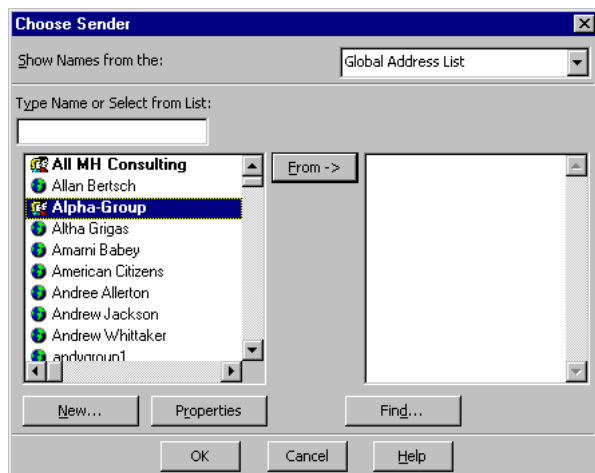 Choose Sender
Show Names from the:
Global Address List
Type Name or Select from List:
All MH Consulting
Allan Bertsch
Alpha-Group
Altha Grigas
Amarni Babey
American Citizens
Andree Allerton
Andrew Jackson
Andrew Whittaker
andygroup1
From ->
New...
Properties
Find...
OK
Cancel
Help